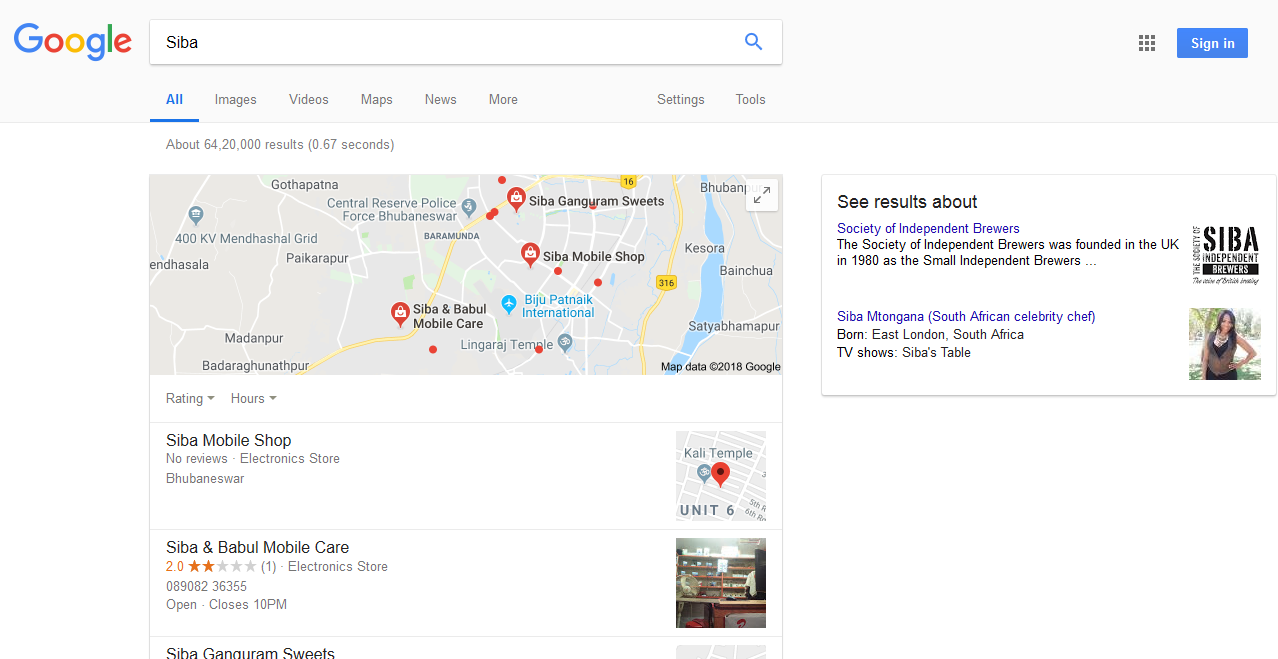 Google
Siba
Sign in
All Images Videos Maps News More Settings Tools
About 64,20,000 results (0.67 seconds)
Gothapatna
16
Bhubanpu
Central Reserve Police
Force Bhubaneswar
Siba Ganguram Sweets
400 KV Mendhashal Grid
BARAMUNDA
Kesora
endhasala
Paikarapur
Siba Mobile Shop
Bainchua
316
Biju Patnaik
International
Siba & Babul
Mobile Care
Satyabhamapur
Madanpur
Lingaraj Temple
Badaraghunathpur
Map data ©2018 Google
Rating Hours
Siba Mobile Shop
No reviews · Electronics Store
Bhubaneswar
Kali Temple
3
UNIT 6
5th R
6th R
Siba & Babul Mobile Care
2.0 (1) · Electronics Store
089082 36355
Open · Closes 10PM
Siba Ganguram Sweets
See results about
Society of Independent Brewers
The Society of Independent Brewers was founded in the UK
in 1980 as the Small Independent Brewers ...
THE SOCIETY OF
SIBA
INDEPENDENT
BREWERS
The voice of British brewing
Siba Mtongana (South African celebrity chef)
Born: East London, South Africa
TV shows: Siba's Table